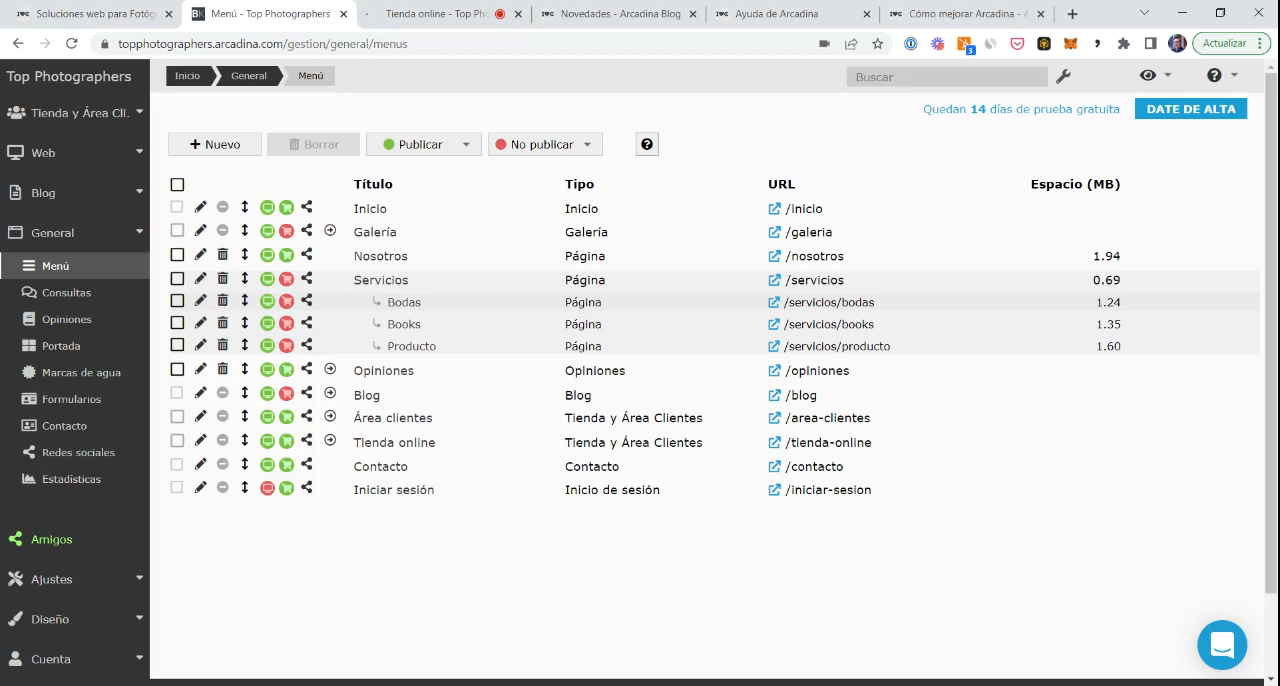 Soluciones web para Fotóg
Menú - Top Photographers
Tienda online - Top Pho
Novedades - Arcadina Blog
Ayuda de Arcadina
Cómo mejorar Arcadina - A
topphotographers.arcadina.com/gestion/general/menus
3
Actualizar
Top Photographers
Inicio
General
Menú
Buscar
Quedan 14 días de prueba gratuita
DATE DE ALTA
Tienda y Área Cli.
Web
Blog
General
Menú
Consultas
Opiniones
Portada
Marcas de agua
Formularios
Contacto
Redes sociales
Estadísticas
Amigos
Ajustes
Diseño
Cuenta
Nuevo
Borrar
Publicar
No publicar
Título Tipo URL Espacio (MB)
Inicio Inicio /inicio
Galería Galería /galeria
Nosotros Página /nosotros 1.94
Servicios Página /servicios 0.69
Bodas Página /servicios/bodas 1.24
Books Página /servicios/books 1.35
Producto Página /servicios/producto 1.60
Opiniones Opiniones /opiniones
Blog Blog /blog
Área clientes Tienda y Área Clientes /area-clientes
Tienda online Tienda y Área Clientes /tienda-online
Contacto Contacto /contacto
Iniciar sesión Inicio de sesión /iniciar-sesion